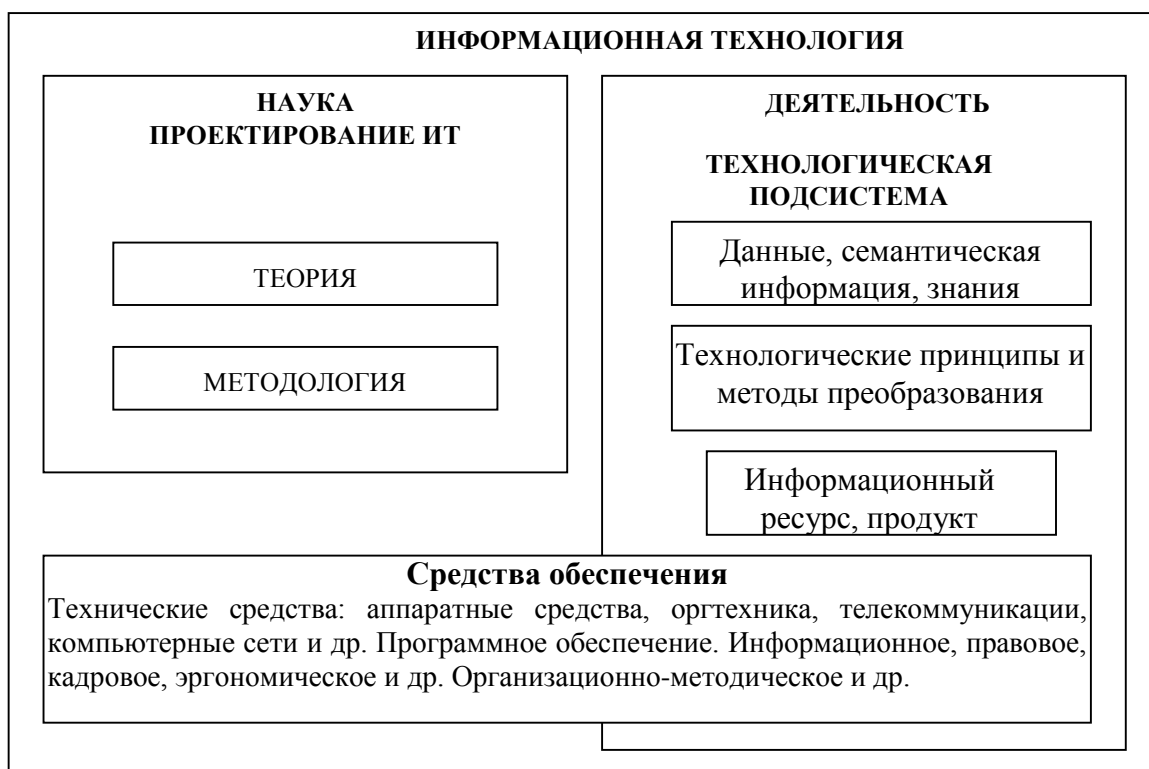 ИНФОРМАЦИОННАЯ ТЕХНОЛОГИЯ
НАУКА
ПРОЕКТИРОВАНИЕ ИТ
ТЕОРИЯ
МЕТОДОЛОГИЯ
ДЕЯТЕЛЬНОСТЬ
ТЕХНОЛОГИЧЕСКАЯ
ПОДСИСТЕМА
Данные, семантическая
информация, знания
Технологические принципы и
методы преобразования
Информационный
ресурс, продукт
Средства обеспечения
Технические средства: аппаратные средства, оргтехника, телекоммуникации,
компьютерные сети и др. Программное обеспечение. Информационное, правовое,
кадровое, эргономическое и др. Организационно-методическое и др.